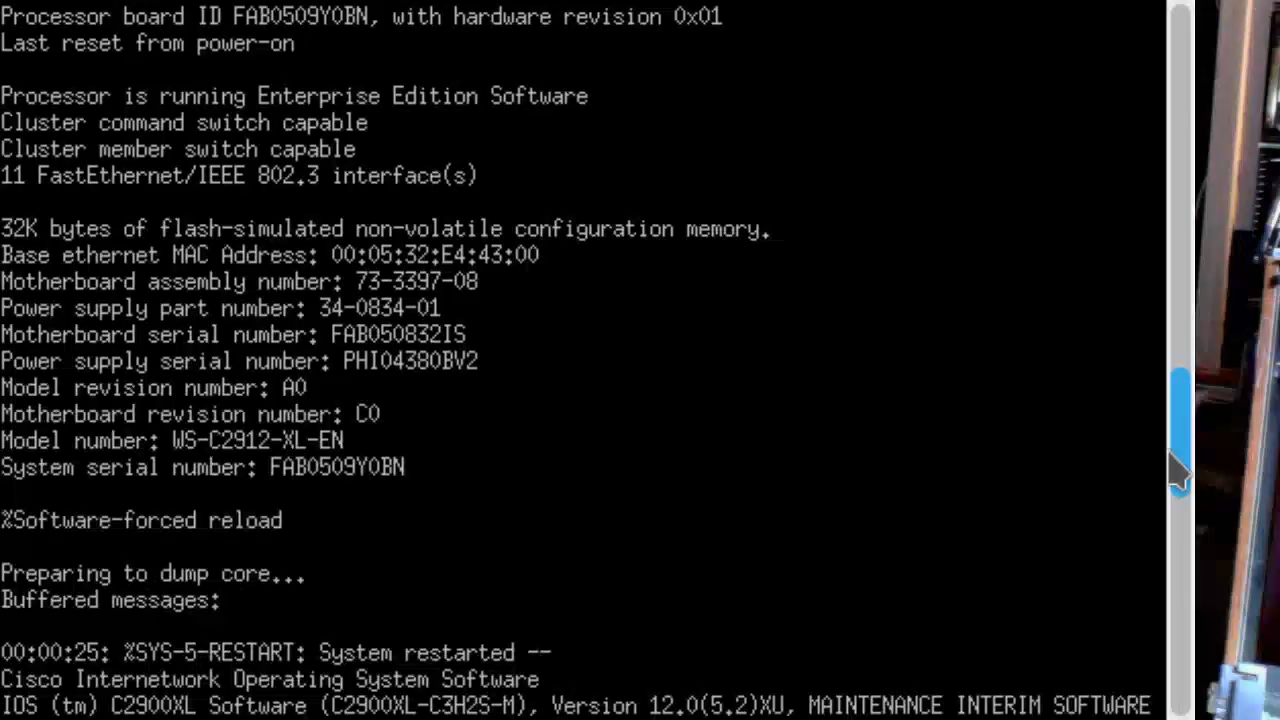 Processor board ID FAB0509Y0BN, with hardware revision 0x01
Last reset from power-on
Processor is running Enterprise Edition Software
Cluster command switch capable
Cluster member switch capable
11 FastEthernet/IEEE 802.3 interface(s)
32K bytes of flash-simulated non-volatile configuration memory.
Base ethernet MAC Address: 00:05:32:E4:43:00
Motherboard assembly number: 73-3397-08
Power supply part number: 34-0834-01
Motherboard serial number: FAB050832IS
Power supply serial number: PHI04380BV2
Model revision number: A0
Motherboard revision number: C0
Model number: WS-C2912-XL-EN
System serial number: FAB0509Y0BN
%Software-forced reload
Preparing to dump core...
Buffered messages:
00:00:25: %SYS-5-RESTART: System restarted --
Cisco Internetwork Operating System Software
IOS (tm) C2900XL Software (C2900XL-C3H2S-M), Version 12.0(5.2)XU, MAINTENANCE INTERIM SOFTWARE